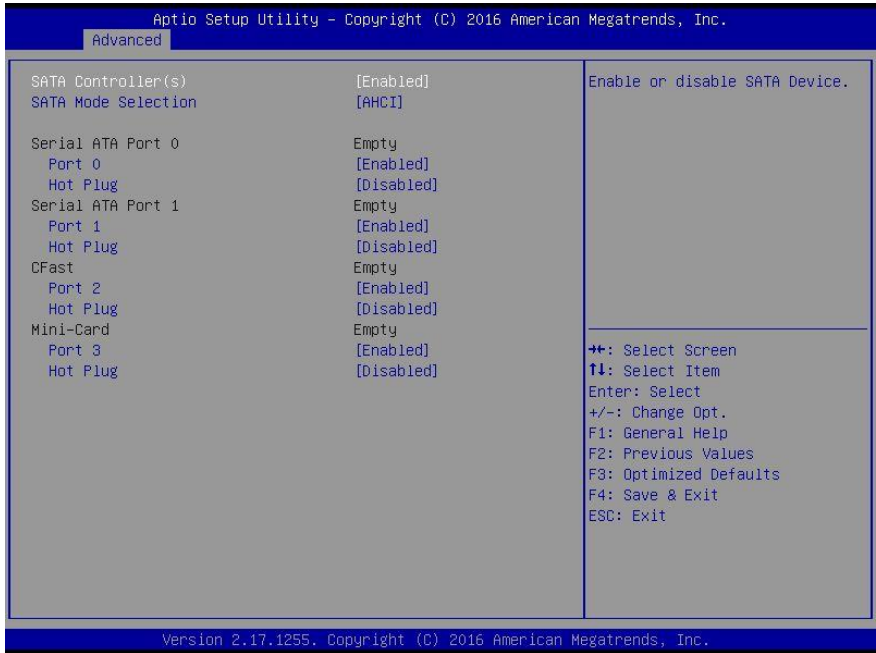 Aptio Setup Utility – Copyright (C) 2016 American Megatrends, Inc.
Advanced
SATA Controller(s) [Enabled]
SATA Mode Selection [AHCI]
Serial ATA Port 0 Empty
Port 0 [Enabled]
Hot Plug [Disabled]
Serial ATA Port 1 Empty
Port 1 [Enabled]
Hot Plug [Disabled]
CFast Empty
Port 2 [Enabled]
Hot Plug [Disabled]
Mini-Card Empty
Port 3 [Enabled]
Hot Plug [Disabled]
Enable or disable SATA Device.
→←: Select Screen
↑↓: Select Item
Enter: Select
+/-: Change Opt.
F1: General Help
F2: Previous Values
F3: Optimized Defaults
F4: Save & Exit
ESC: Exit
Version 2.17.1255. Copyright (C) 2016 American Megatrends, Inc.